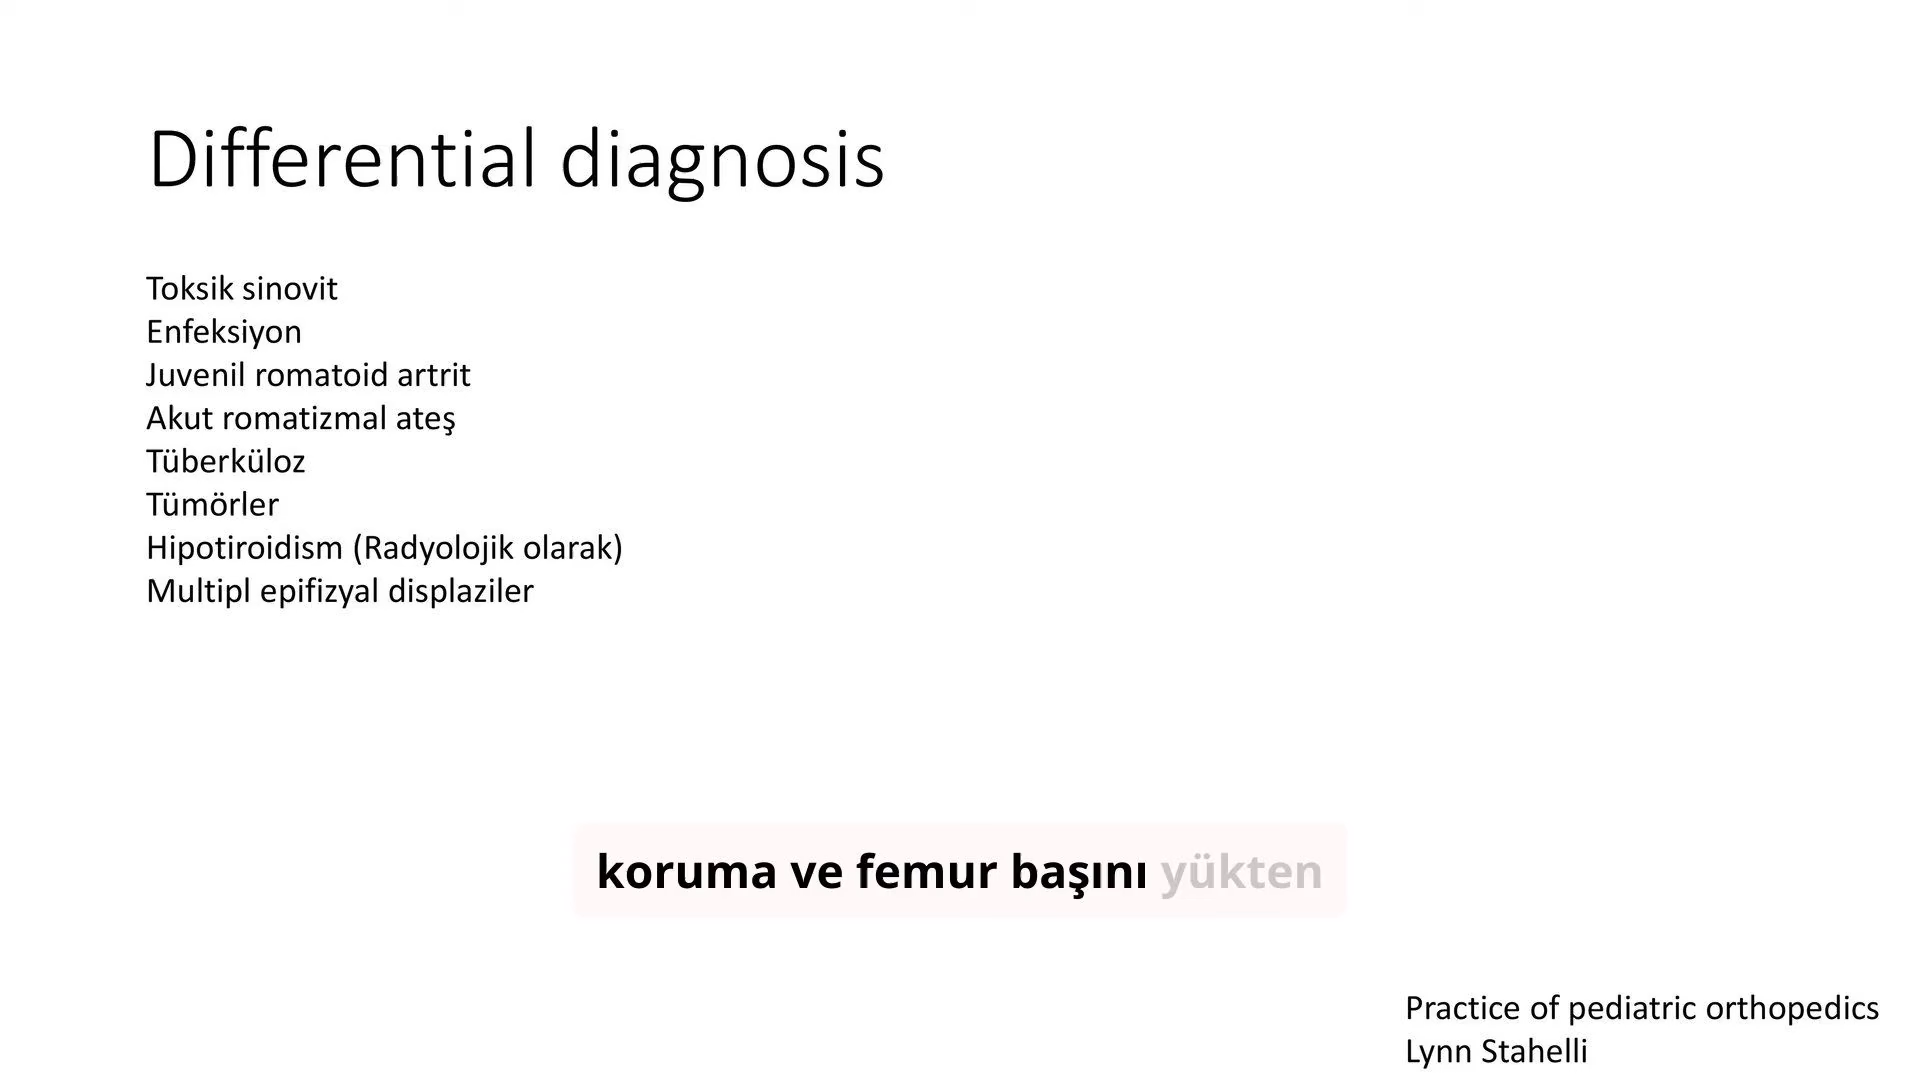 Differential diagnosis
Toksik sinovit
Enfeksiyon
Juvenil romatoid artrit
Akut romatizmal ateş
Tüberküloz
Tümörler
Hipotiroidism (Radyolojik olarak)
Multipl epifizyal displaziler
koruma ve femur başını yükten
Practice of pediatric orthopedics
Lynn Stahelli